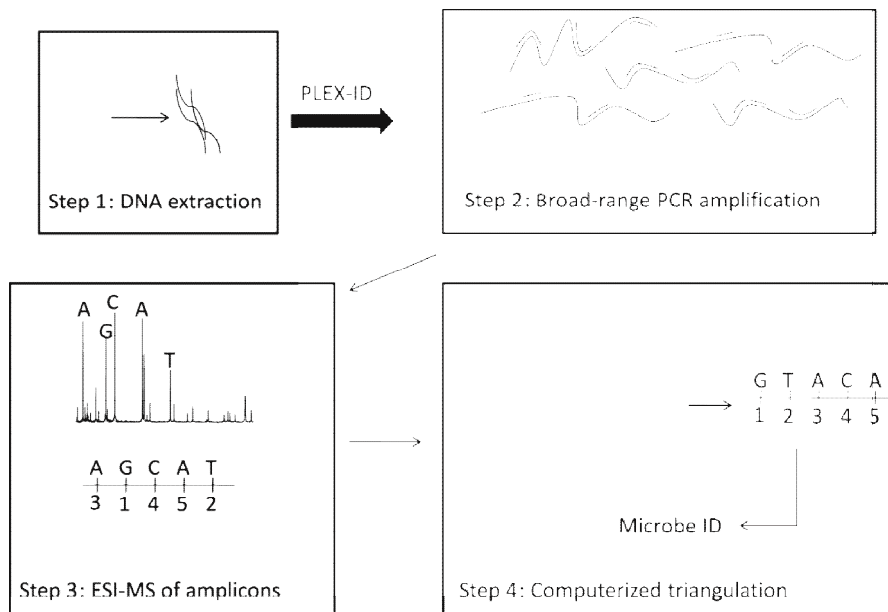 PLEX-ID
Step 1: DNA extraction
Step 2: Broad-range PCR amplification
A C A
G
T
A G C A T
3 1 4 5 2
Step 3: ESI-MS of amplicons
G T A C A
1 2 3 4 5
Microbe ID
Step 4: Computerized triangulation